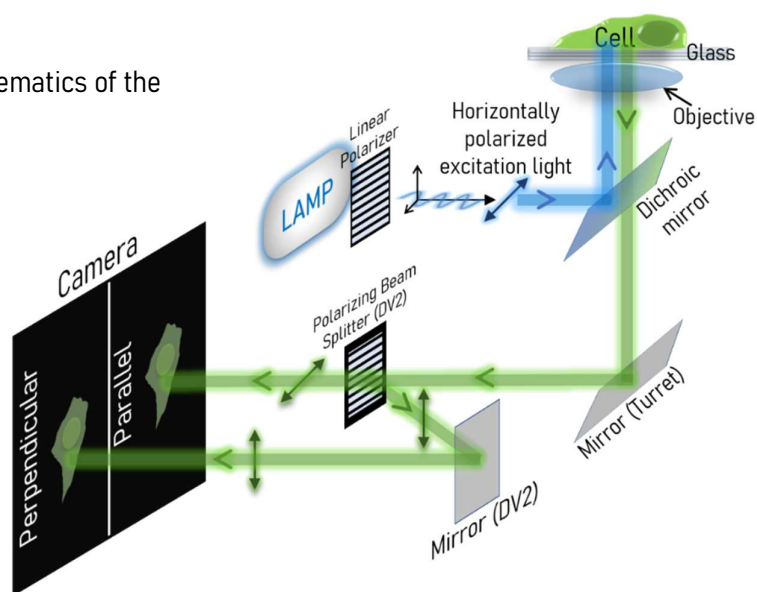 ematics of the
Cell
Glass
Objective
Linear
Polarizer
Horizontally
polarized
excitation light
LAMP
Dichroic
mirror
Camera
Polarizing Beam
Splitter (DV2)
Perpendicular
Parallel
Mirror (Turret)
Mirror (DV2)